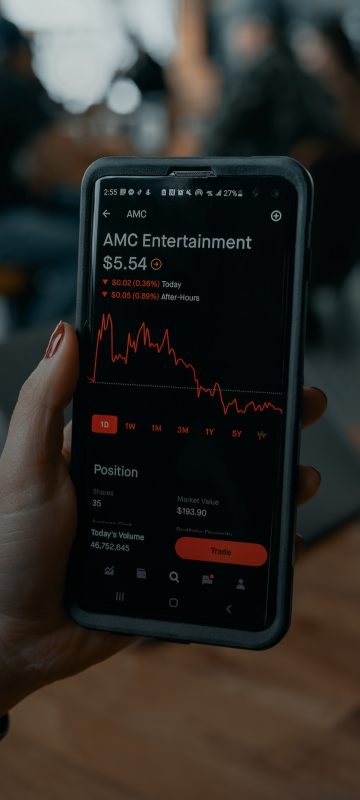 2:55 27%
AMC
AMC Entertainment
$5.54
▼ $0.02 (0.36%) Today
▼ $0.05 (0.89%) After-Hours
1D 1W 1M 3M 1Y 5Y
Position
Shares Market Value
35 $193.90
Today's Volume
46,752,645
Trade